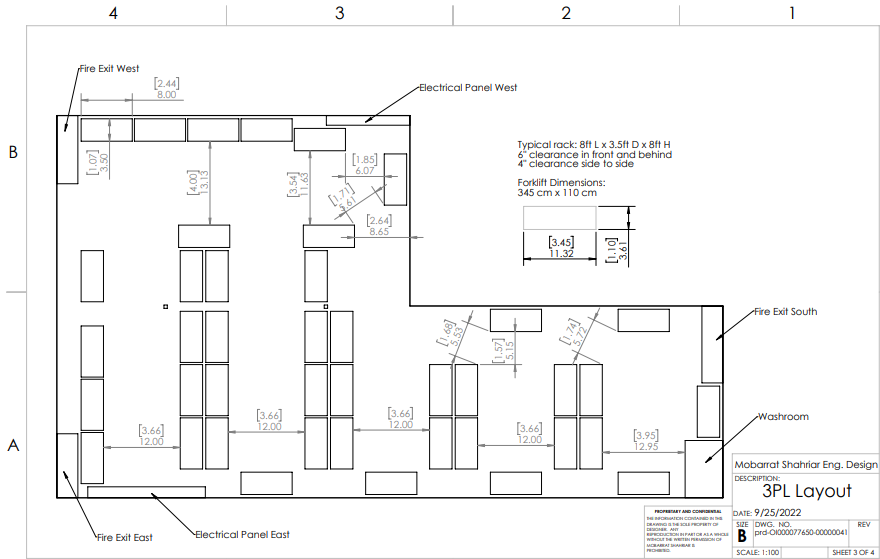 4 3 2 1
Fire Exit West
[2.44]
8.00
Electrical Panel West
B
B
[1.07]
3.50
[4.00]
13.13
[3.54]
11.63
[1.85]
6.07
[1.71]
5.61
[2.64]
8.65
Typical rack: 8ft L x 3.5ft D x 8ft H
6" clearance in front and behind
4" clearance side to side
Forklift Dimensions:
345 cm x 110 cm
[3.45]
11.32
[1.10]
3.61
[1.68]
5.53
[1.57]
5.15
[1.74]
5.72
Fire Exit South
[3.66]
12.00
[3.66]
12.00
[3.66]
12.00
[3.66]
12.00
[3.95]
12.95
Washroom
A
A
Fire Exit East
Electrical Panel East
PROPRIETARY AND CONFIDENTIAL
THE INFORMATION CONTAINED IN THIS
DRAWING IS THE SOLE PROPERTY OF
DESIGNER. ANY
REPRODUCTION IN PART OR AS A WHOLE
WITHOUT THE WRITTEN PERMISSION OF
MOBARRAT SHAHRIAR IS
PROHIBITED.
Mobarrat Shahriar Eng. Design
DESCRIPTION:
3PL Layout
DATE: 9/25/2022
SIZE DWG. NO. REV
B prd-OI000077650-00000041
SCALE: 1:100 SHEET 3 OF 4